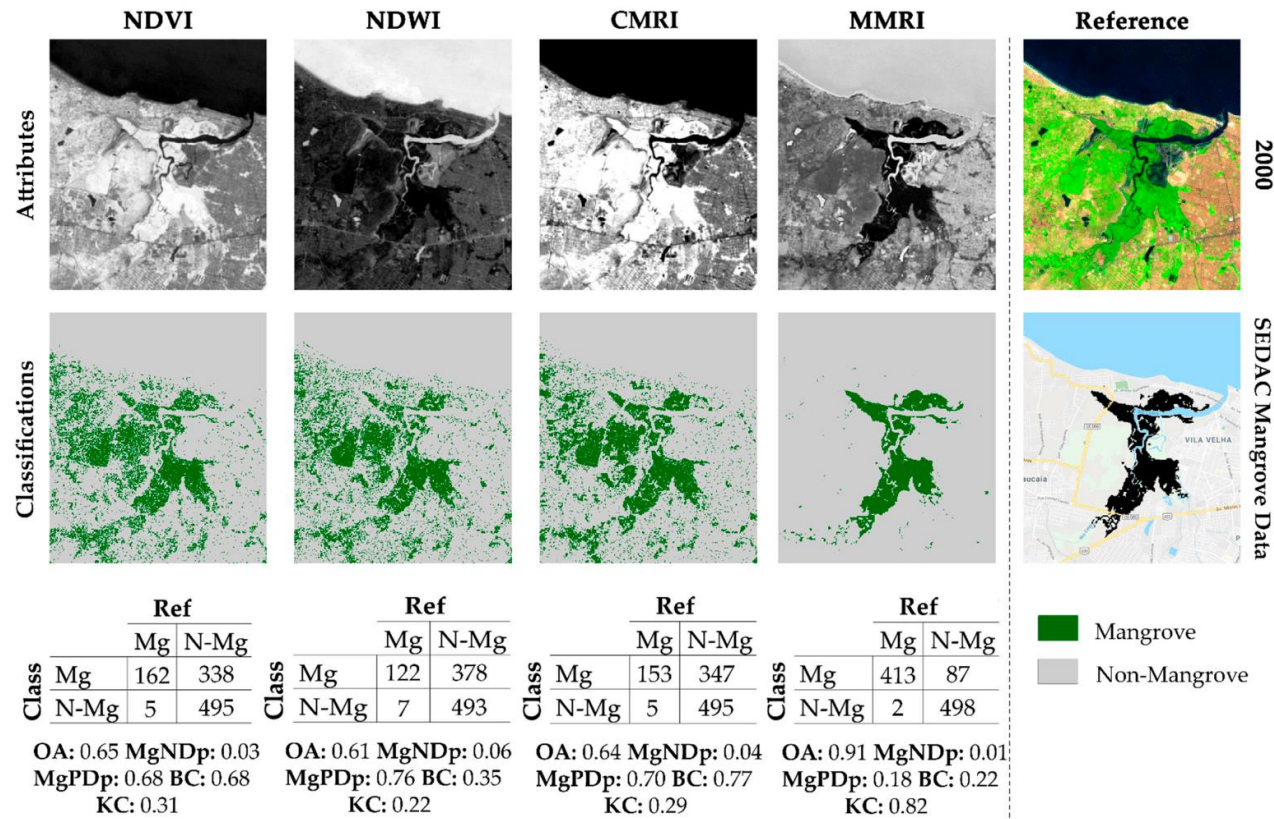 NDVI NDWI CMRI MMRI Reference
Attributes
2000
Classifications
SEDAC Mangrove Data
VILA VELHA
aucaia
Ref
Mg N-Mg
Class
Mg 162 338
N-Mg 5 495
OA: 0.65 MgNDp: 0.03
MgPDp: 0.68 BC: 0.68
KC: 0.31
Ref
Mg N-Mg
Class
Mg 122 378
N-Mg 7 493
OA: 0.61 MgNDp: 0.06
MgPDp: 0.76 BC: 0.35
KC: 0.22
Ref
Mg N-Mg
Class
Mg 153 347
N-Mg 5 495
OA: 0.64 MgNDp: 0.04
MgPDp: 0.70 BC: 0.77
KC: 0.29
Ref
Mg N-Mg
Class
Mg 413 87
N-Mg 2 498
OA: 0.91 MgNDp: 0.01
MgPDp: 0.18 BC: 0.22
KC: 0.82
Mangrove
Non-Mangrove